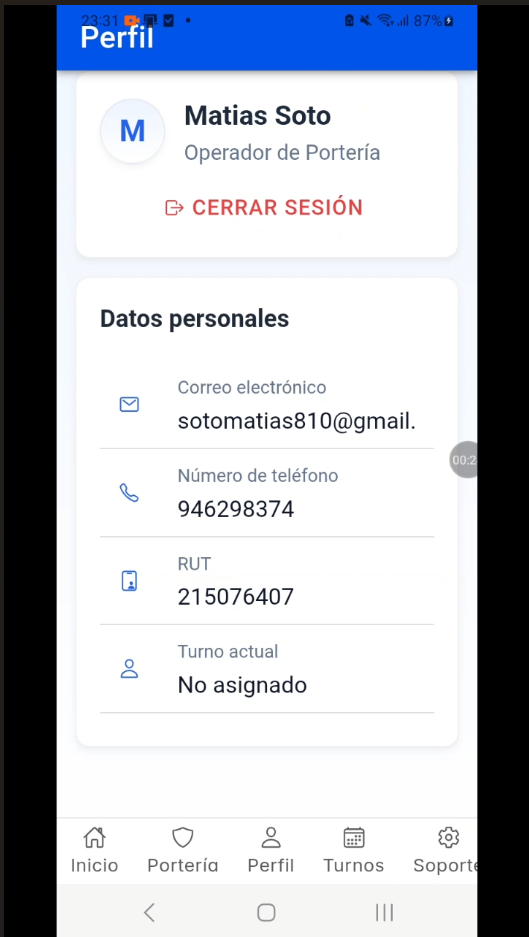 23:31
87%
Perfil
M
Matias Soto
Operador de Portería
CERRAR SESIÓN
Datos personales
Correo electrónico
sotomatias810@gmail.
00:2
Número de teléfono
946298374
RUT
215076407
Turno actual
No asignado
Inicio Portería Perfil Turnos Soporte